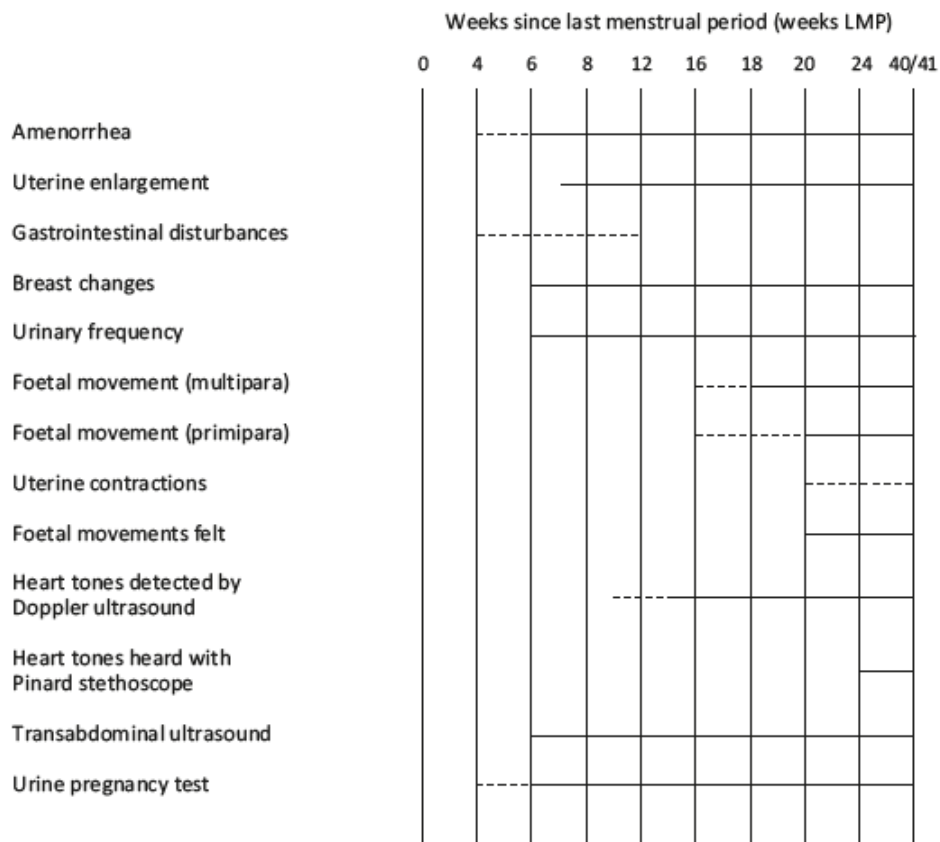 Weeks since last menstrual period (weeks LMP)
0 4 6 8 12 16 18 20 24 40/41
Amenorrhea
Uterine enlargement
Gastrointestinal disturbances
Breast changes
Urinary frequency
Foetal movement (multipara)
Foetal movement (primipara)
Uterine contractions
Foetal movements felt
Heart tones detected by
Doppler ultrasound
Heart tones heard with
Pinard stethoscope
Transabdominal ultrasound
Urine pregnancy test